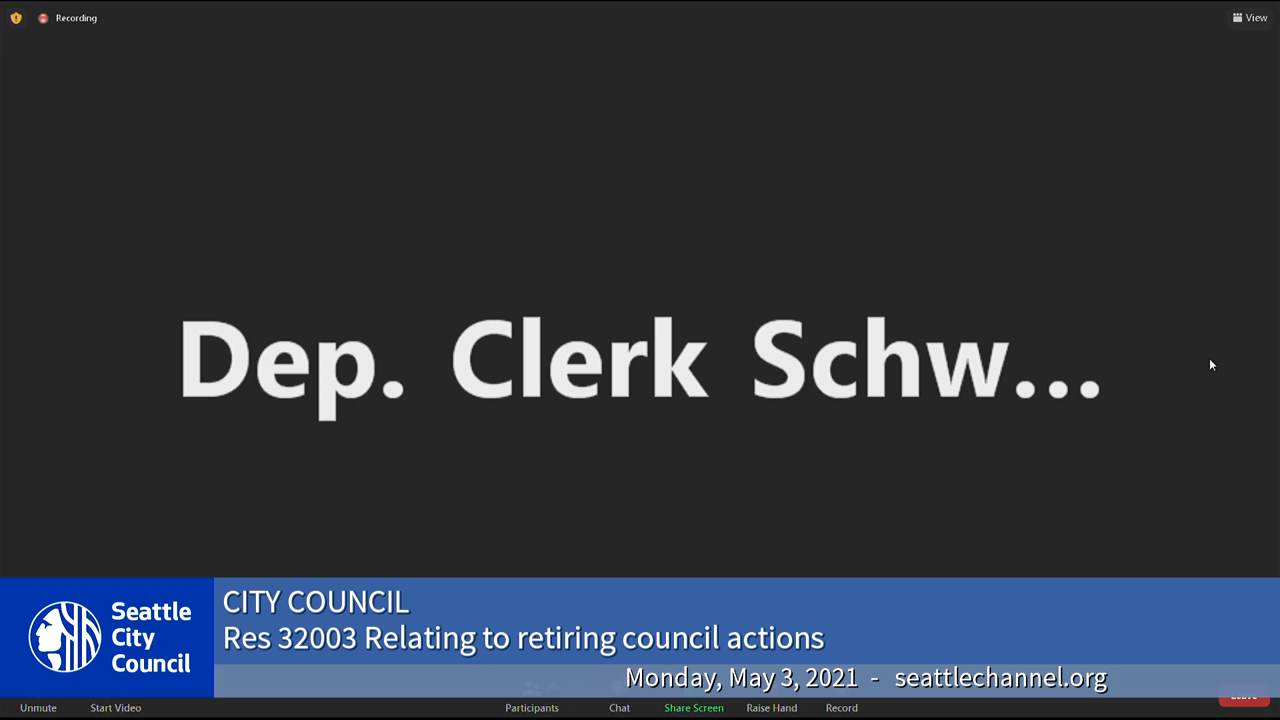 Recording
View
Dep. Clerk Schw...
Seattle
City
Council
CITY COUNCIL
Res 32003 Relating to retiring council actions
Monday, May 3, 2021 - seattlechannel.org
Unmute
Start Video
Participants
Chat
Share Screen
Raise Hand
Record